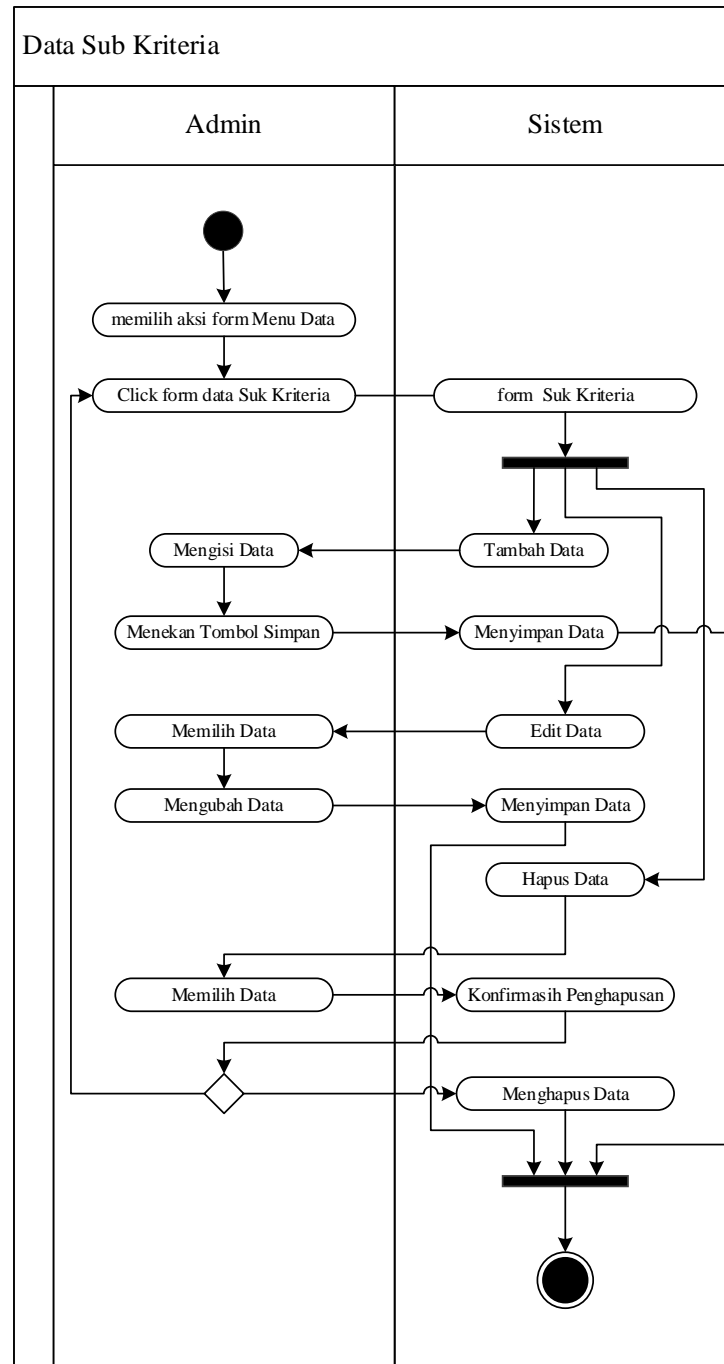 Data Sub Kriteria
Admin
Sistem
memilih aksi form Menu Data
Click form data Suk Kriteria
form Suk Kriteria
Mengisi Data
Tambah Data
Menekan Tombol Simpan
Menyimpan Data
Memilih Data
Edit Data
Mengubah Data
Menyimpan Data
Hapus Data
Memilih Data
Konfirmasih Penghapusan
Menghapus Data